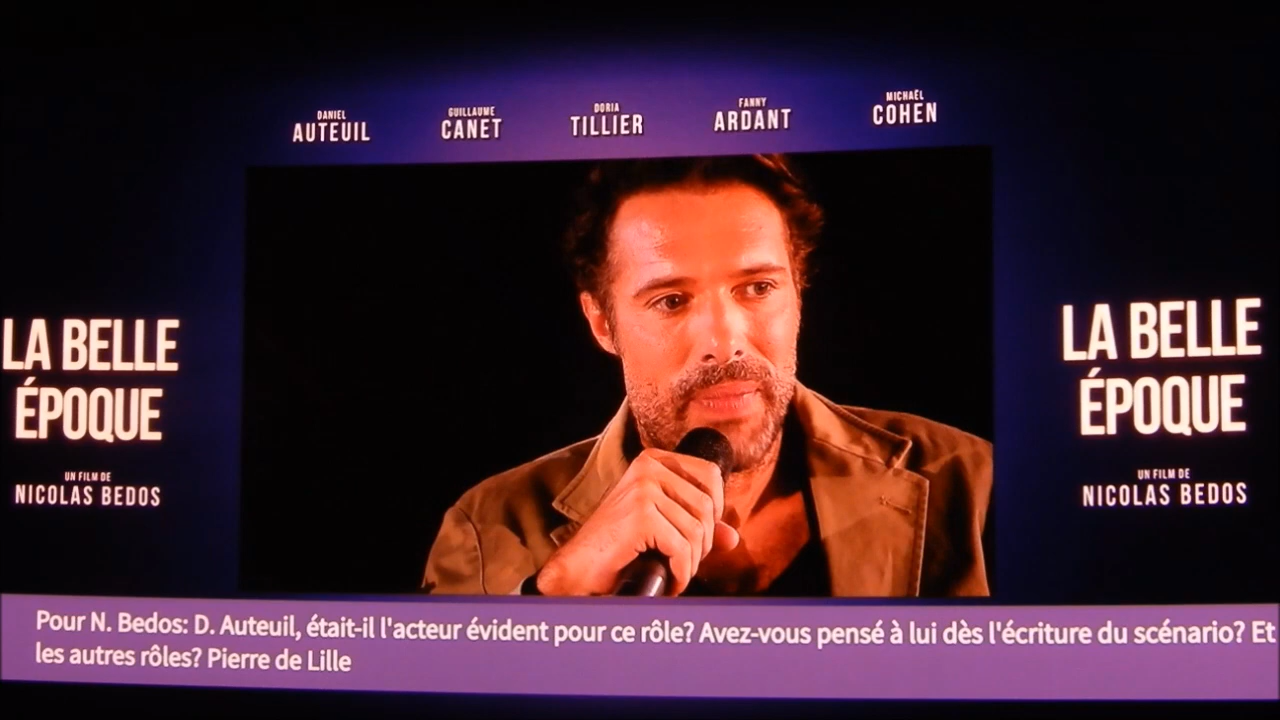 DANIEL
AUTEUIL
GUILLAUME
CANET
DORIA
TILLIER
FANNY
ARDANT
MICHAËL
COHEN
LA BELLE
ÉPOQUE
UN FILM DE
NICOLAS BEDOS
LA BELLE
ÉPOQUE
UN FILM DE
NICOLAS BEDOS
Pour N. Bedos: D. Auteuil, était-il l'acteur évident pour ce rôle? Avez-vous pensé à lui dès l'écriture du scénario? Et
les autres rôles? Pierre de Lille